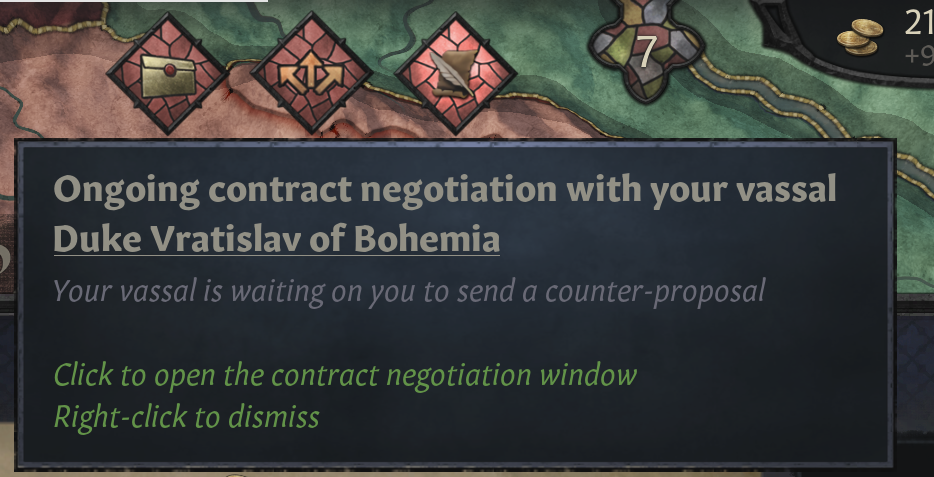 7
21
+9
Ongoing contract negotiation with your vassal
Duke Vratislav of Bohemia
Your vassal is waiting on you to send a counter-proposal
Click to open the contract negotiation window
Right-click to dismiss